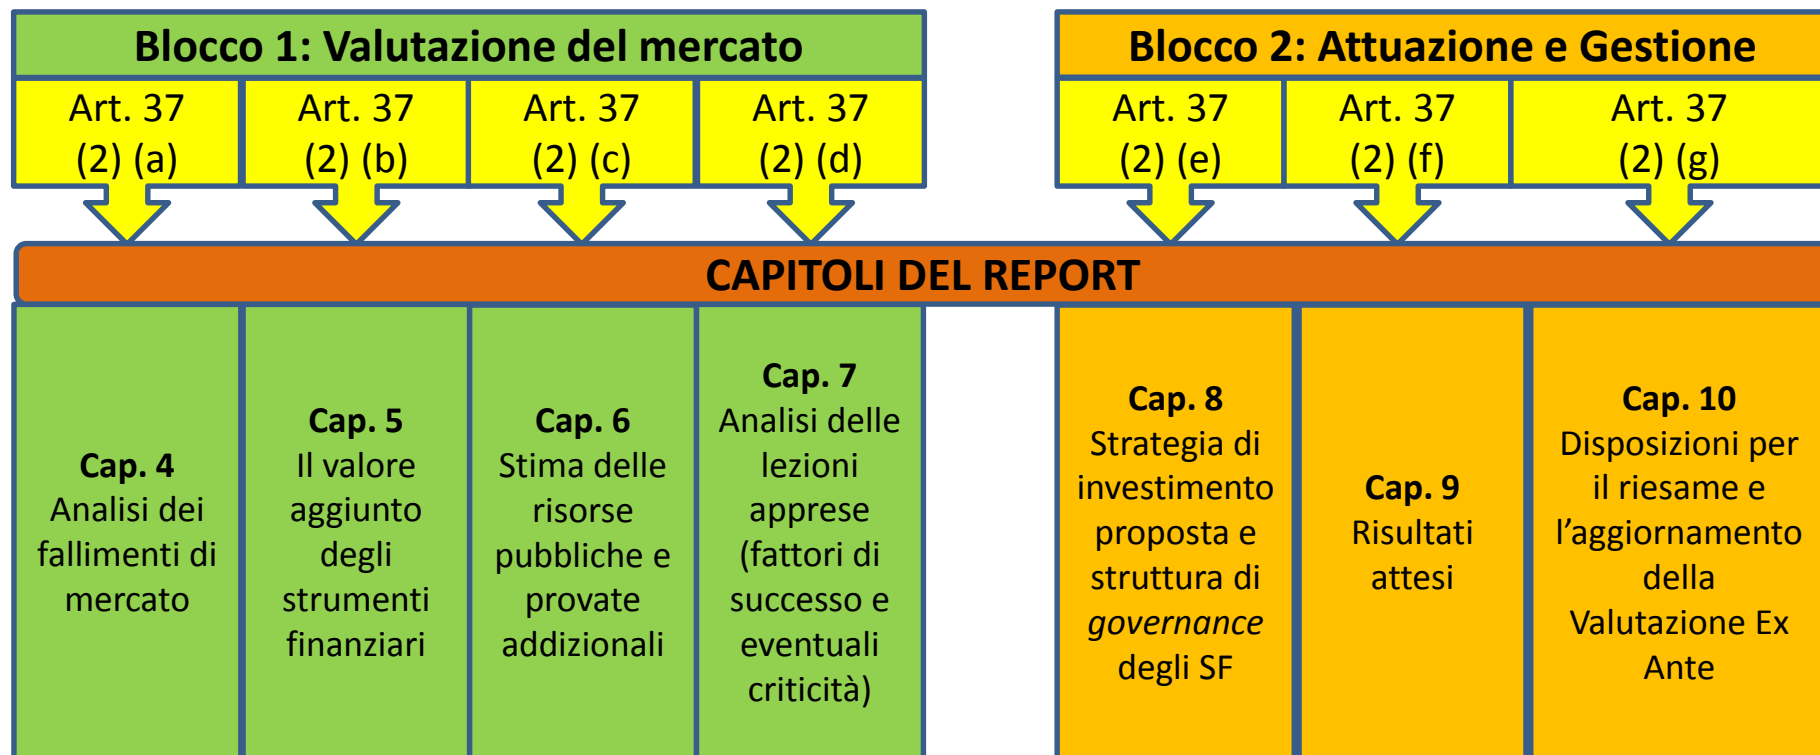 Blocco 1: Valutazione del mercato
Art. 37
(2) (a)
Art. 37
(2) (b)
Art. 37
(2) (c)
Art. 37
(2) (d)
Blocco 2: Attuazione e Gestione
Art. 37
(2) (e)
Art. 37
(2) (f)
Art. 37
(2) (g)
CAPITOLI DEL REPORT
Cap. 4
Analisi dei
fallimenti di
mercato
Cap. 5
Il valore
aggiunto
degli
strumenti
finanziari
Cap. 6
Stima delle
risorse
pubbliche e
provate
addizionali
Cap. 7
Analisi delle
lezioni
apprese
(fattori di
successo e
eventuali
criticità)
Cap. 8
Strategia di
investimento
proposta e
struttura di
governance
degli SF
Cap. 9
Risultati
attesi
Cap. 10
Disposizioni per
il riesame e
l’aggiornamento
della
Valutazione Ex
Ante